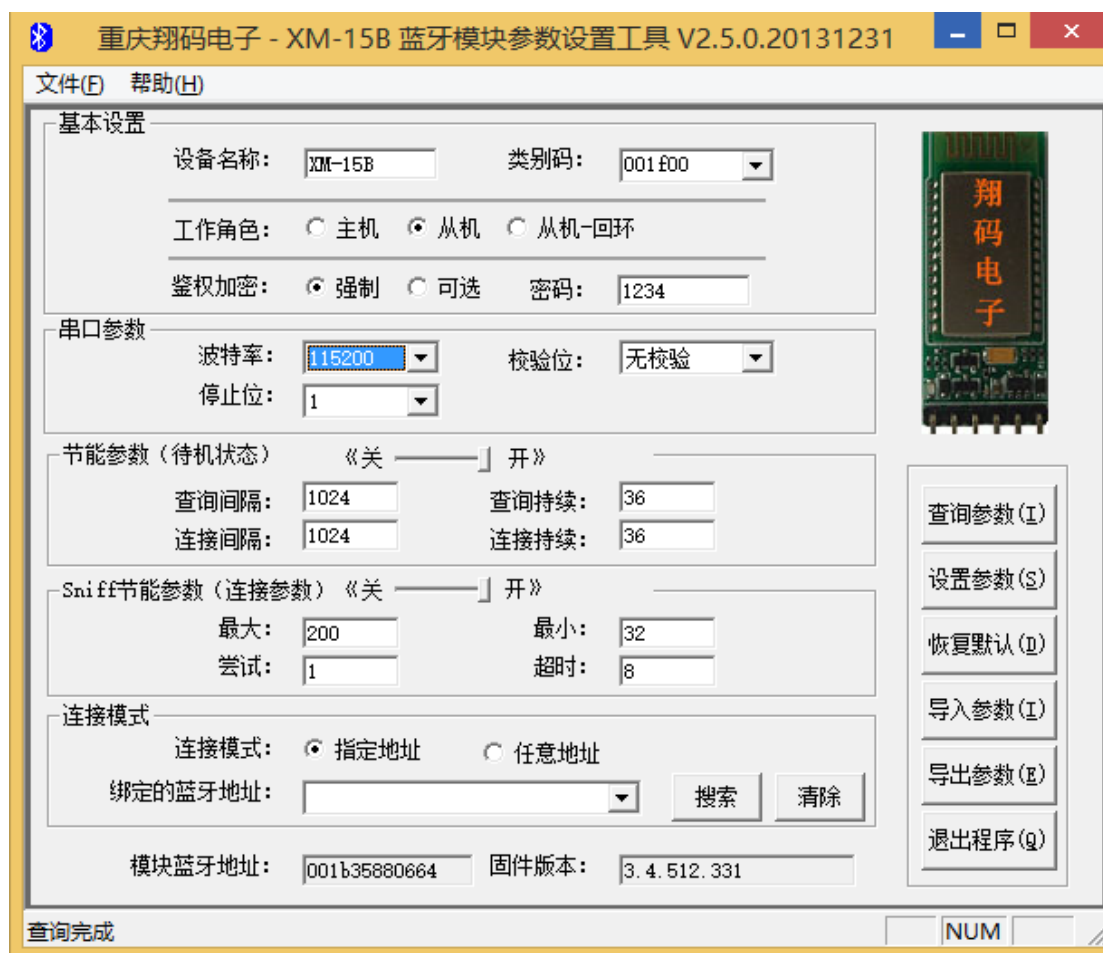 重庆翔码电子 - XM-15B 蓝牙模块参数设置工具 V2.5.0.20131231
文件(F) 帮助(H)
基本设置
设备名称： XM-15B 类别码： 001f00
工作角色： 主机 从机 从机-回环
鉴权加密： 强制 可选 密码： 1234
串口参数
波特率： 115200 校验位： 无校验
停止位： 1
节能参数（待机状态） 《关 开》
查询间隔： 1024 查询持续： 36
连接间隔： 1024 连接持续： 36
Sniff节能参数（连接参数） 《关 开》
最大： 200 最小： 32
尝试： 1 超时： 8
连接模式
连接模式： 指定地址 任意地址
绑定的蓝牙地址： 搜索 清除
模块蓝牙地址： 001b35880664 固件版本： 3.4.512.331
翔
码
电
子
查询参数(I)
设置参数(S)
恢复默认(D)
导入参数(I)
导出参数(E)
退出程序(Q)
查询完成 NUM